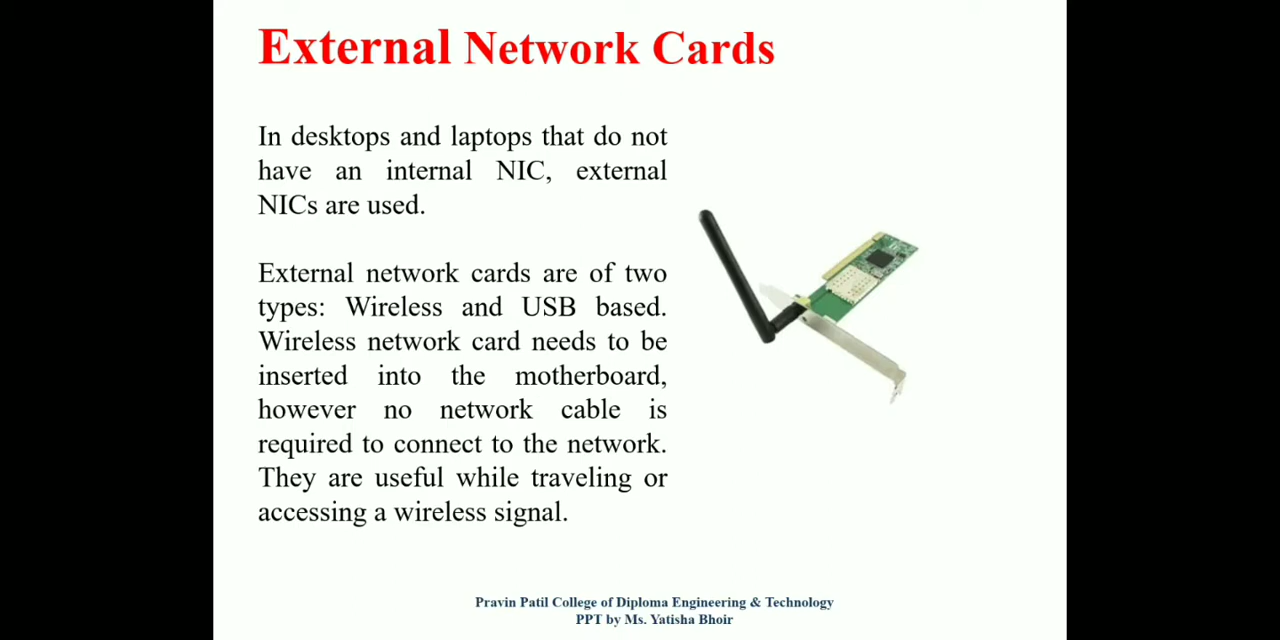 External Network Cards
In desktops and laptops that do not
have an internal NIC, external
NICs are used.
External network cards are of two
types: Wireless and USB based.
Wireless network card needs to be
inserted into the motherboard,
however no network cable is
required to connect to the network.
They are useful while traveling or
accessing a wireless signal.
Pravin Patil College of Diploma Engineering & Technology
PPT by Ms. Yatisha Bhoir